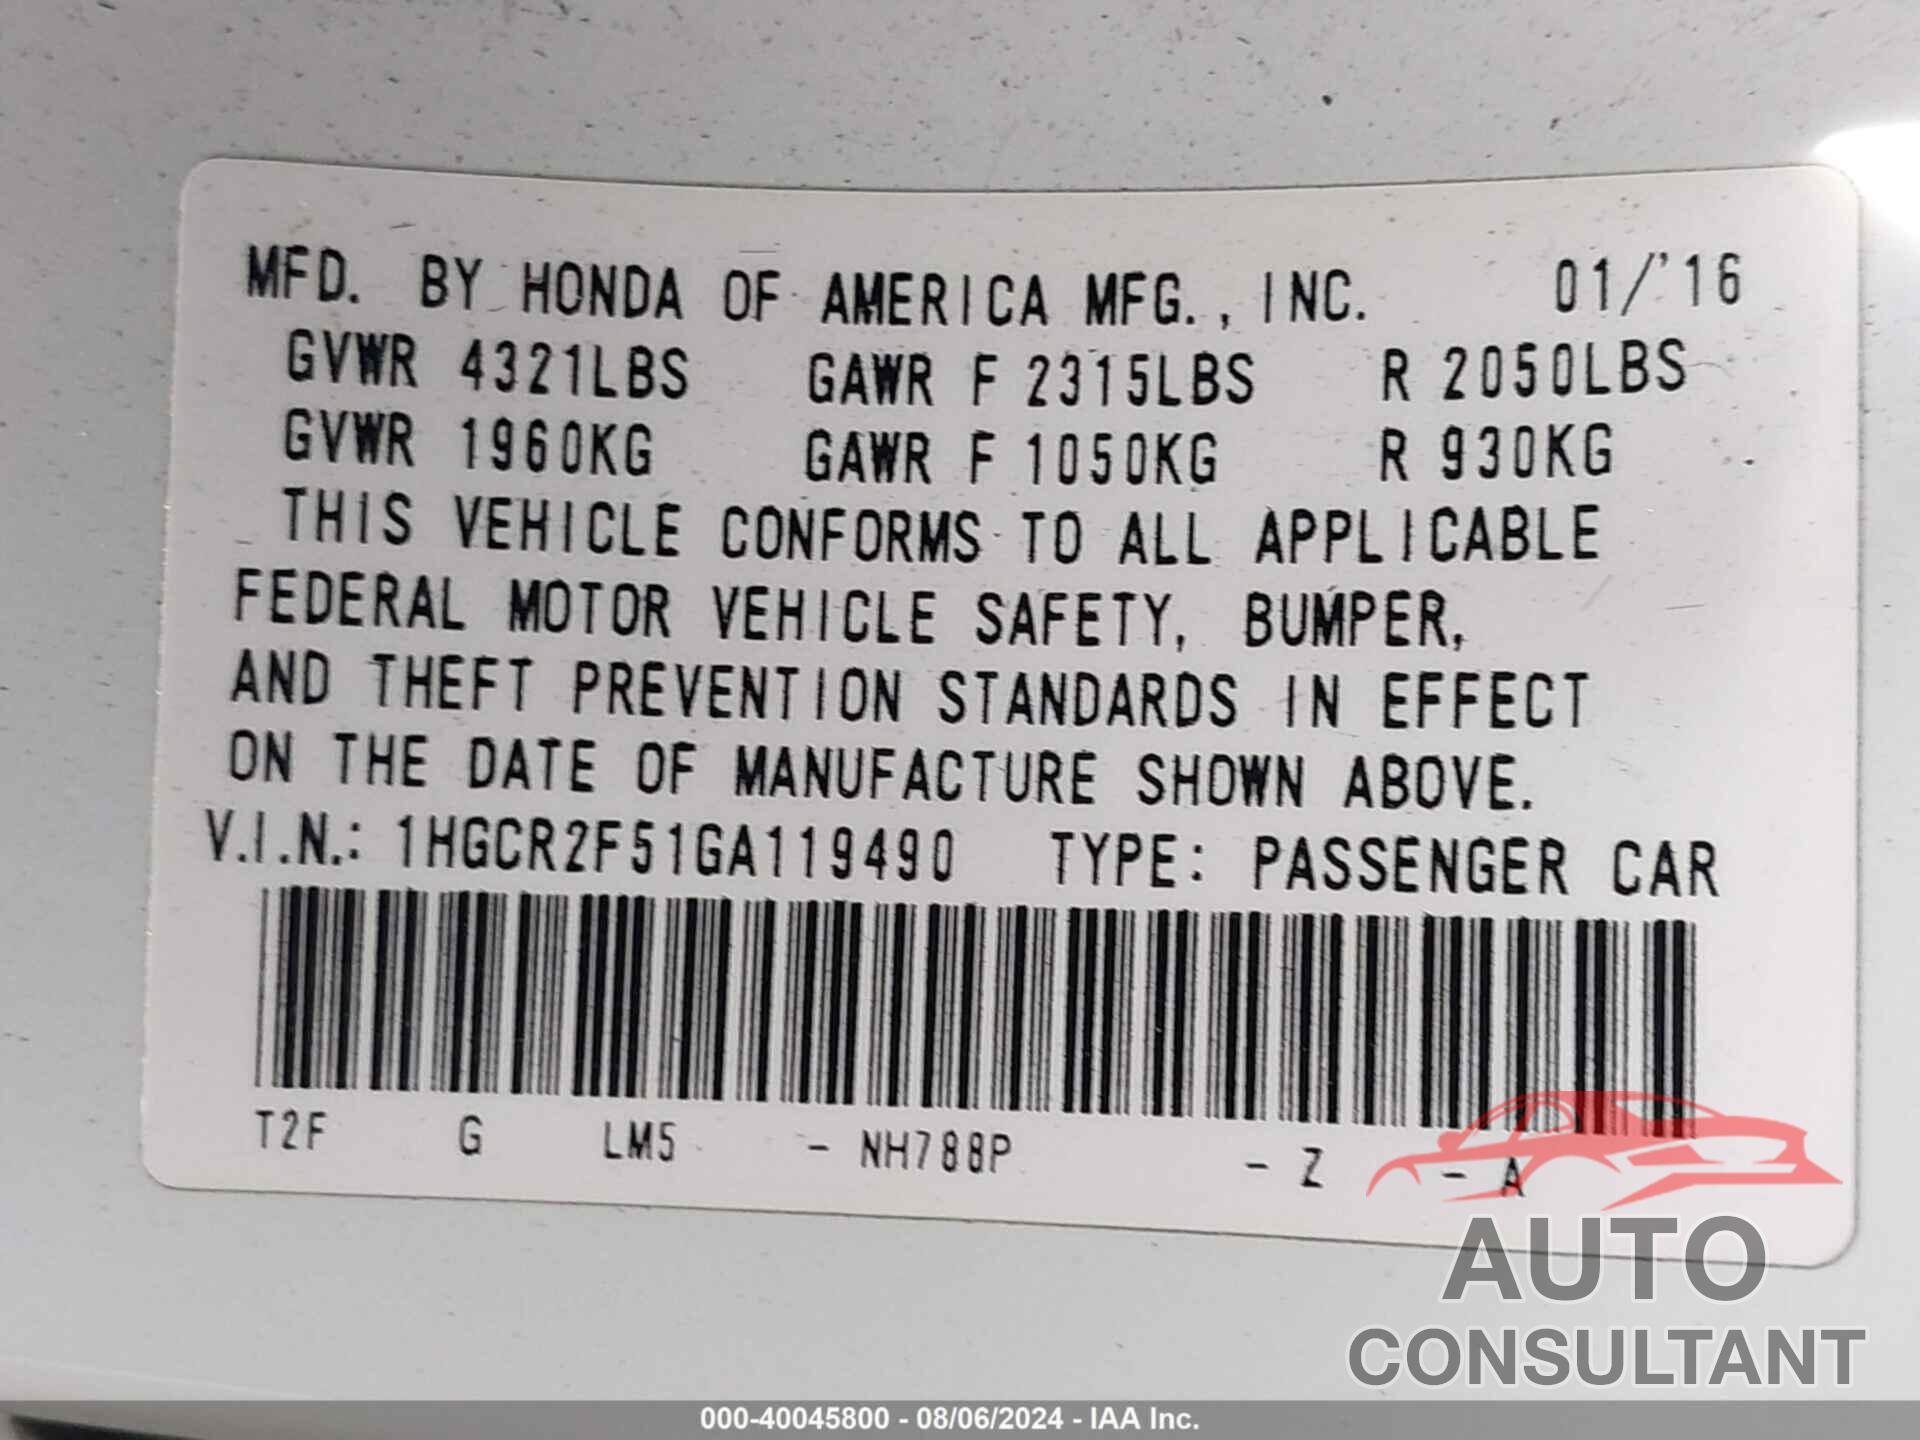 MFD. BY HONDA OF AMERICA MFG., INC. 01/'16
GVWR 4321LBS GAWR F 2315LBS R 2050LBS
GVWR 1960KG GAWR F 1050KG R 930KG
THIS VEHICLE CONFORMS TO ALL APPLICABLE
FEDERAL MOTOR VEHICLE SAFETY, BUMPER,
AND THEFT PREVENTION STANDARDS IN EFFECT
ON THE DATE OF MANUFACTURE SHOWN ABOVE.
V.I.N.: 1HGCR2F51GA119490 TYPE: PASSENGER CAR
T2F G LM5 - NH788P - Z - A
AUTO
CONSULTANT
000-40045800 - 08/06/2024 - IAA Inc.